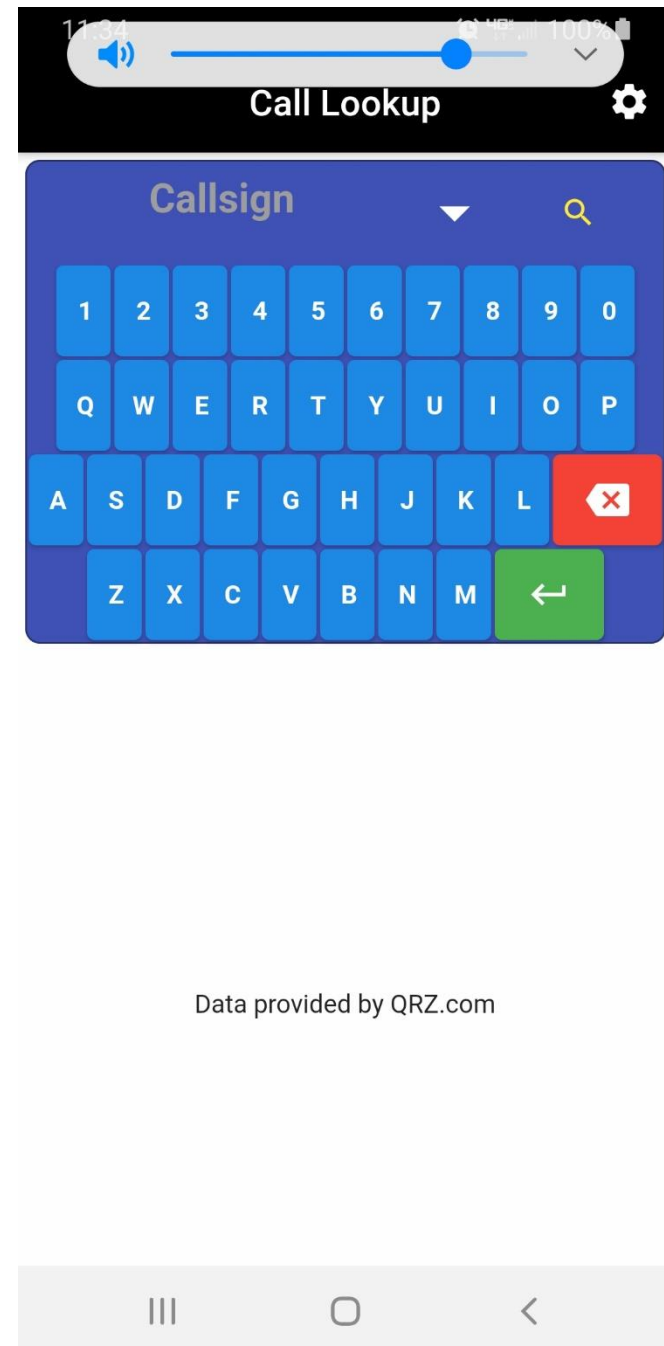 11:34 4G 100%
Call Lookup
Callsign
1 2 3 4 5 6 7 8 9 0
Q W E R T Y U I O P
A S D F G H J K L
Z X C V B N M
Data provided by QRZ.com